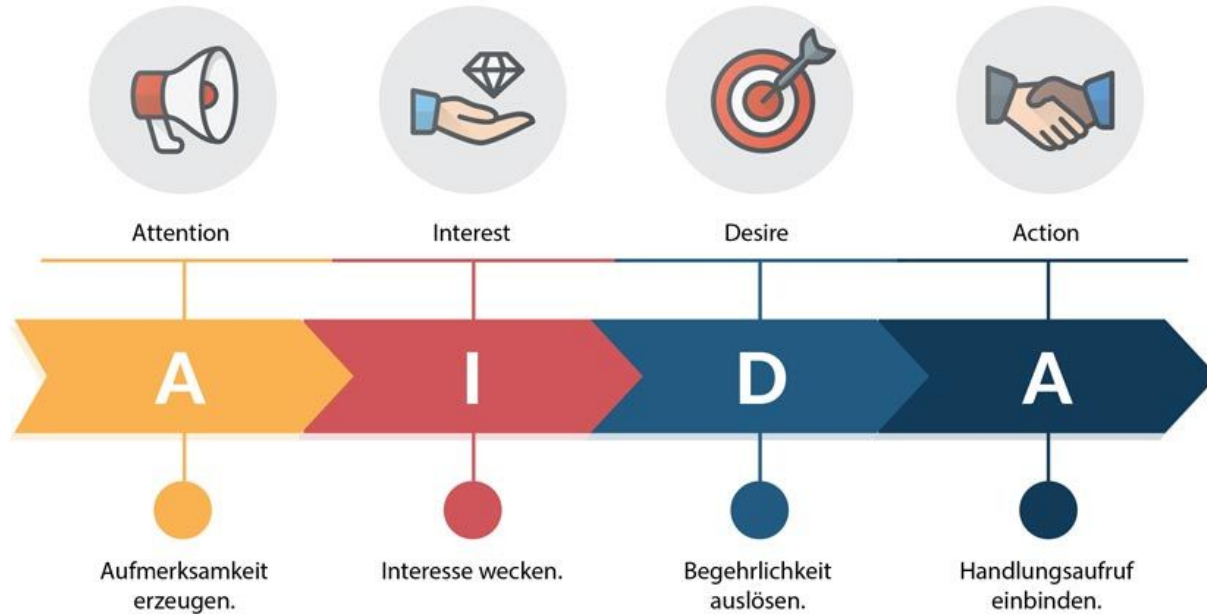 Attention
Interest
Desire
Action
A
I
D
A
Aufmerksamkeit
erzeugen.
Interesse wecken.
Begehrlichkeit
auslösen.
Handlungsaufruf
einbinden.